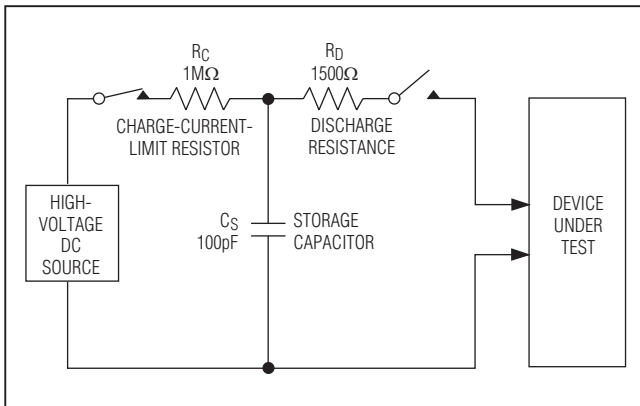 RC
1MΩ
CHARGE-CURRENT-
LIMIT RESISTOR
RD
1500Ω
DISCHARGE
RESISTANCE
HIGH-
VOLTAGE
DC
SOURCE
CS
100pF
STORAGE
CAPACITOR
DEVICE
UNDER
TEST